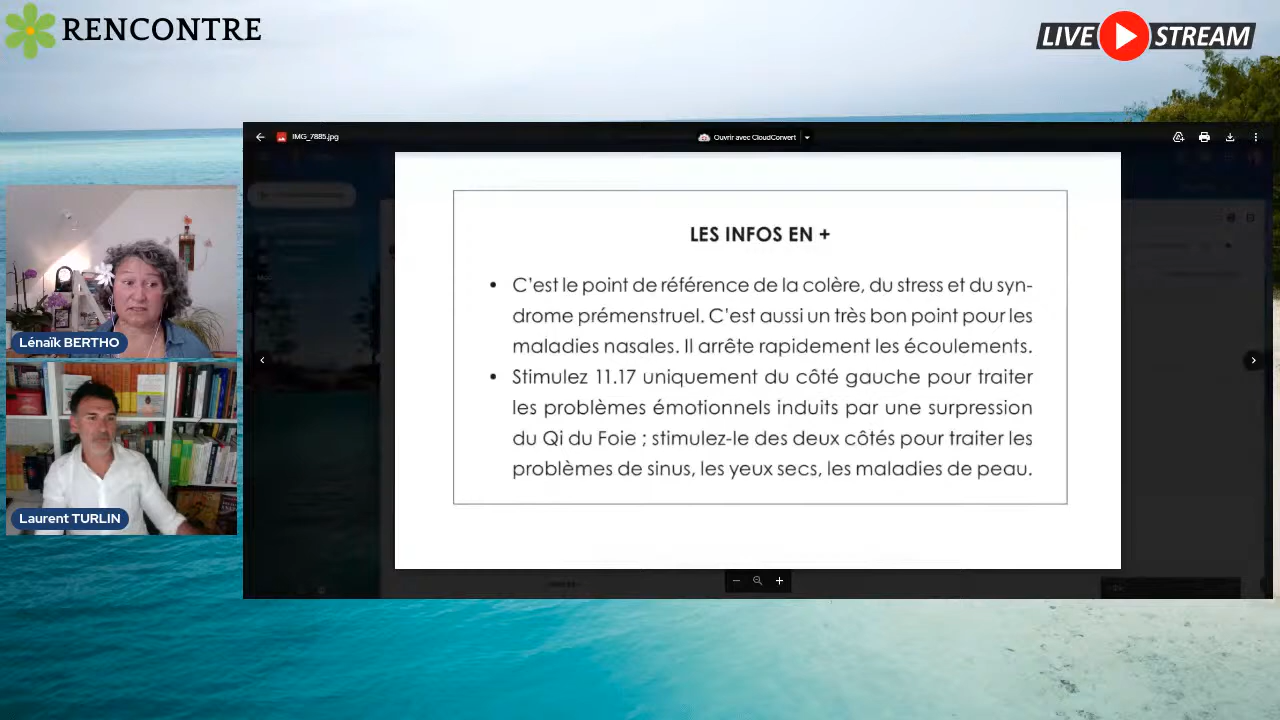 RENCONTRE
LIVE STREAM
IMG_7885.jpg
Ouvrir avec CloudConvert
LES INFOS EN +
• C'est le point de référence de la colère, du stress et du syn-
drome prémenstruel. C'est aussi un très bon point pour les
maladies nasales. Il arrête rapidement les écoulements.
• Stimulez 11.17 uniquement du côté gauche pour traiter
les problèmes émotionnels induits par une surpression
du Qi du Foie ; stimulez-le des deux côtés pour traiter les
problèmes de sinus, les yeux secs, les maladies de peau.
Lénaïk BERTHO
Laurent TURLIN